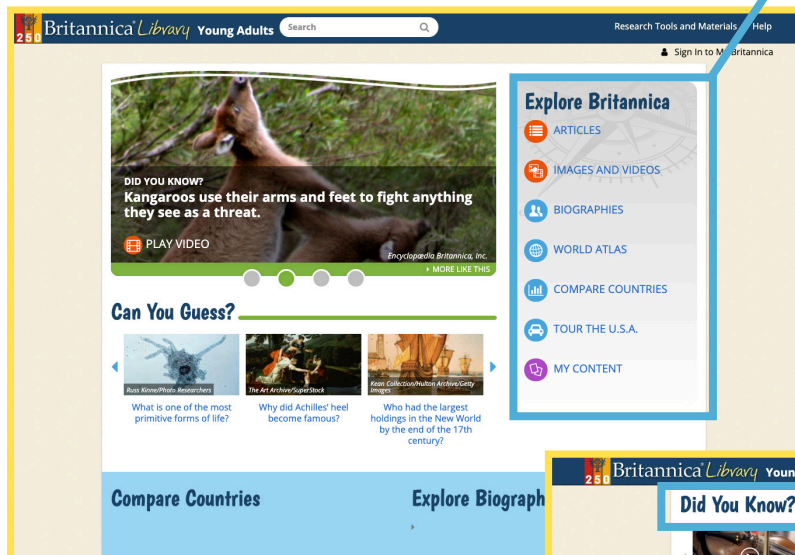 250 Britannica® Library Young Adults Search Research Tools and Materials Help
Sign In to My Britannica
DID YOU KNOW?
Kangaroos use their arms and feet to fight anything
they see as a threat.
PLAY VIDEO
Encyclopædia Britannica, Inc.
MORE LIKE THIS
Explore Britannica
ARTICLES
IMAGES AND VIDEOS
BIOGRAPHIES
WORLD ATLAS
COMPARE COUNTRIES
TOUR THE U.S.A.
MY CONTENT
Can You Guess?
Russ Kinne/Photo Researchers
What is one of the most
primitive forms of life?
The Art Archive/SuperStock
Why did Achilles' heel
become famous?
Kean Collection/Hulton Archive/Getty
Images
Who had the largest
holdings in the New World
by the end of the 17th
century?
Compare Countries
Explore Biograph
250 Britannica® Library Youn
Did You Know?